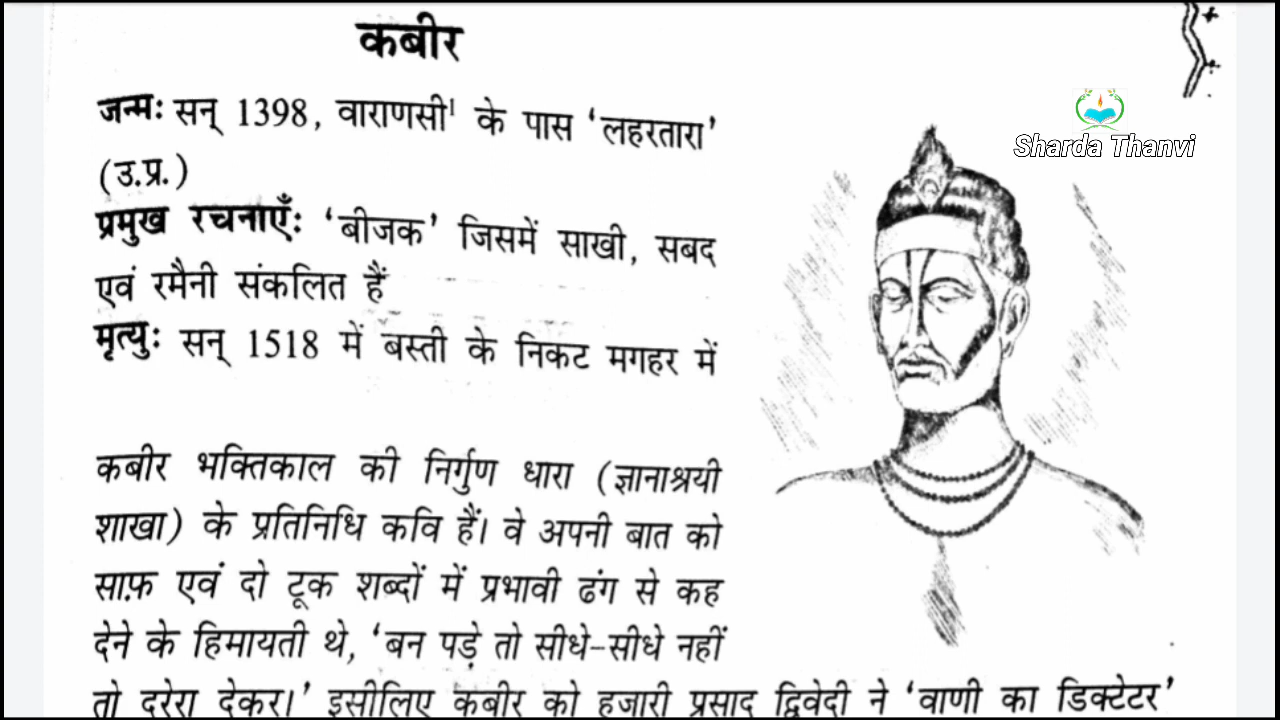 कबीर
जन्मः सन् 1398, वाराणसी¹ के पास ‘लहरतारा’
(उ.प्र.)
प्रमुख रचनाएँः ‘बीजक’ जिसमें साखी, सबद
एवं रमैनी संकलित हैं
मृत्युः सन् 1518 में बस्ती के निकट मगहर में
कबीर भक्तिकाल की निर्गुण धारा (ज्ञानाश्रयी
शाखा) के प्रतिनिधि कवि हैं। वे अपनी बात को
साफ़ एवं दो टूक शब्दों में प्रभावी ढंग से कह
देने के हिमायती थे, ‘बन पड़े तो सीधे-सीधे नहीं
तो दरेरा देकर।’ इसीलिए कबीर को हजारी प्रसाद द्विवेदी ने ‘वाणी का डिक्टेटर’
Sharda Thanvi